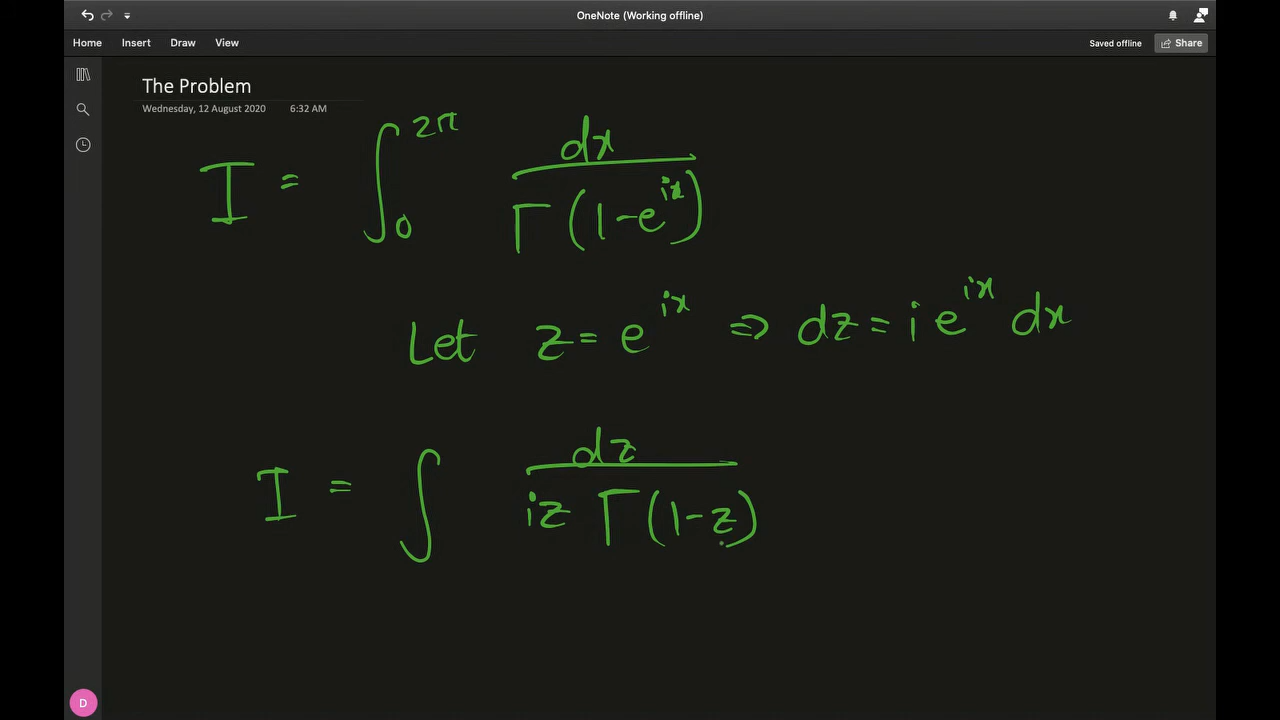 OneNote (Working offline)
Home Insert Draw View
Saved offline Share
The Problem
Wednesday, 12 August 2020 6:32 AM
I = ∫₀^{2π} dx / Γ(1-e^{ix})
Let z = e^{ix} ⇒ dz = i e^{ix} dx
I = ∫ dz / iz Γ(1-z)
D